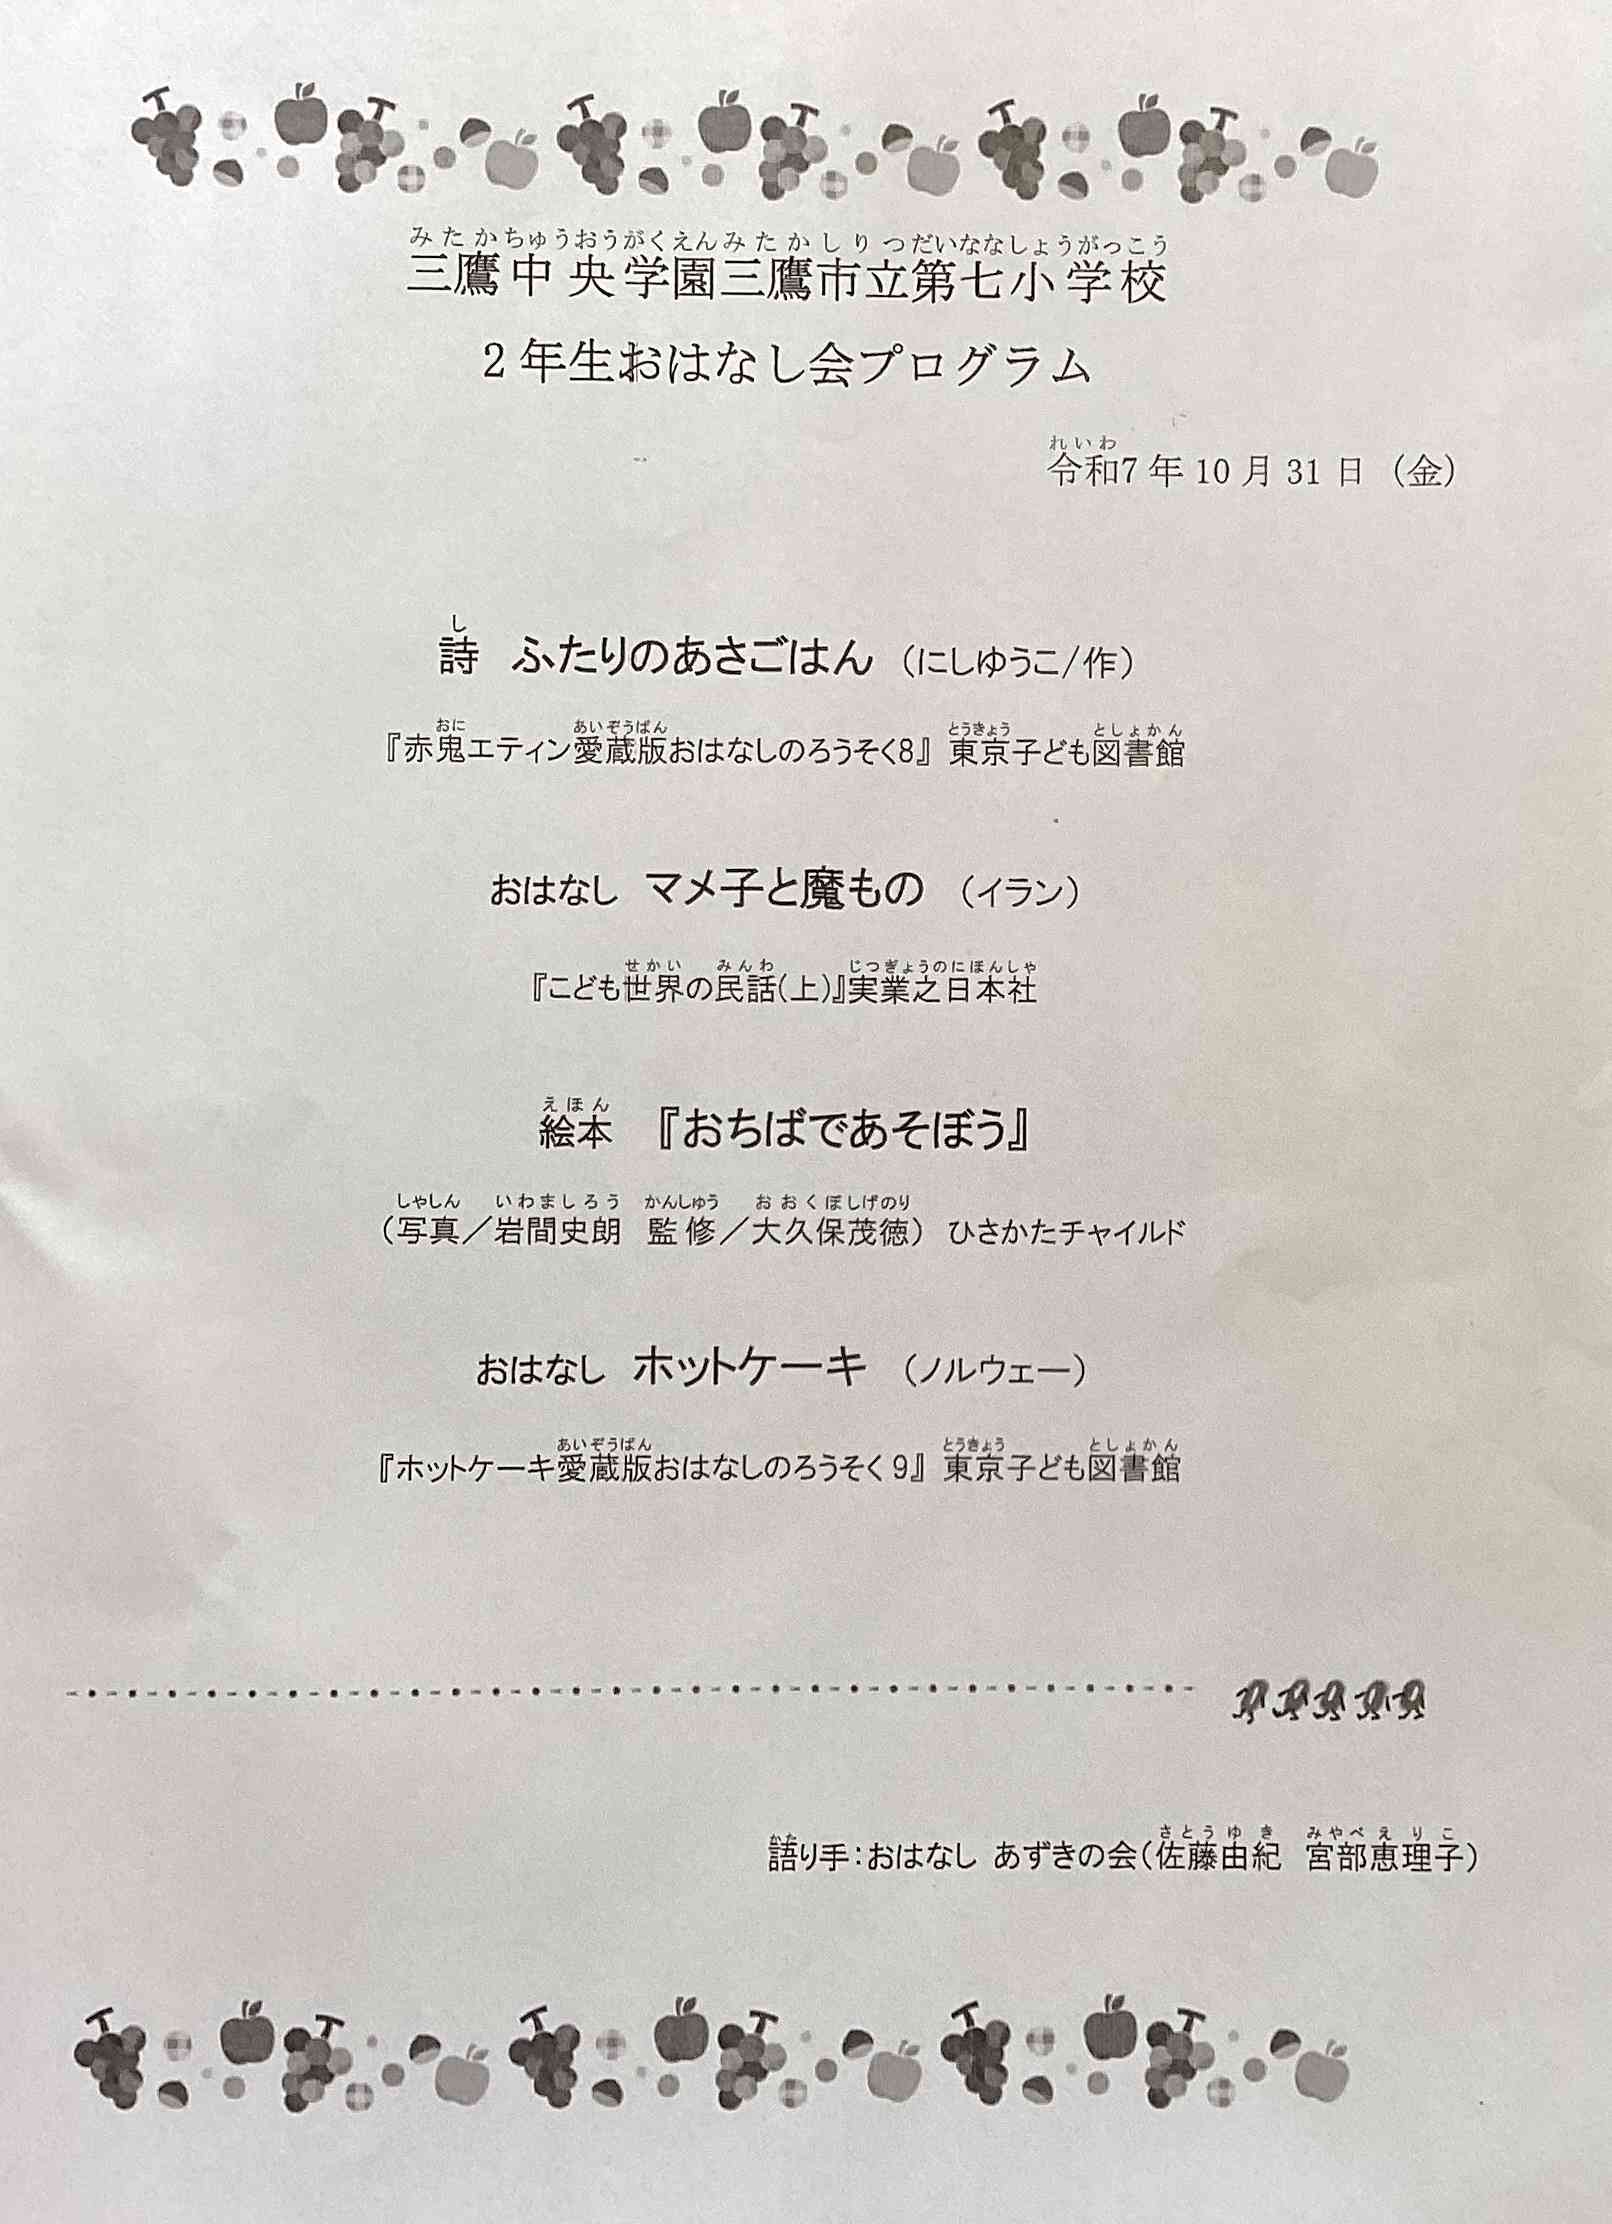 三鷹中央学園三鷹市立第七小学校
2年生おはなし会プログラム
令和7年10月31日（金）
詩　ふたりのあさごはん（にしゆうこ/作）
『赤鬼エティン愛蔵版おはなしのろうそく8』 東京子ども図書館
おはなし　マメ子と魔もの　（イラン）
『こども世界の民話（上）』実業之日本社
絵本　『おちばであそぼう』
（写真／岩間史朗　監修／大久保茂徳）　ひさかたチャイルド
おはなし　ホットケーキ　（ノルウェー）
『ホットケーキ愛蔵版おはなしのろうそく9』 東京子ども図書館
語り手：おはなし　あずきの会（佐藤由紀　宮部恵理子）